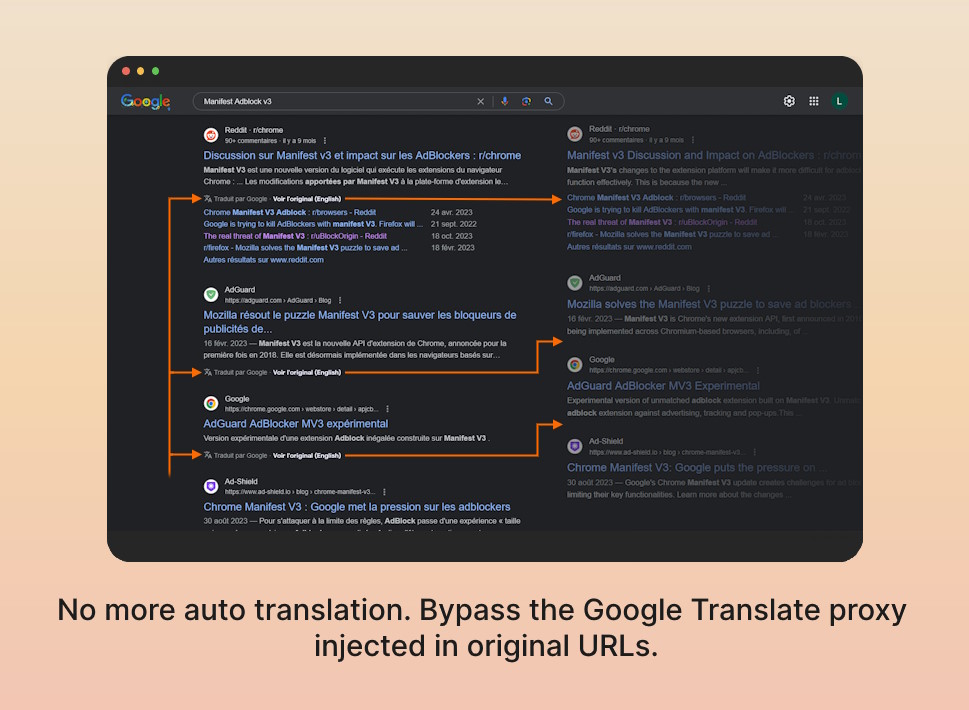 Google
Manifest Adblock v3
L
Reddit · r/chrome
90+ commentaires · il y a 9 mois
Discussion sur Manifest v3 et impact sur les AdBlockers : r/chrome
Manifest V3 est une nouvelle version du logiciel qui exécute les extensions du navigateur
Chrome : ... Les modifications apportées par Manifest V3 à la plate-forme d'extension le...
Traduit par Google · Voir l'original (English)
Chrome Manifest V3 Adblock : r/browsers - Reddit 24 avr. 2023
Google is trying to kill AdBlockers with manifest V3. Firefox will ... 21 sept. 2022
The real threat of Manifest V3 : r/uBlockOrigin - Reddit 18 oct. 2023
r/firefox - Mozilla solves the Manifest V3 puzzle to save ad ... 18 févr. 2023
Autres résultats sur www.reddit.com
AdGuard
https://adguard.com › AdGuard › Blog
Mozilla résout le puzzle Manifest V3 pour sauver les bloqueurs de
publicités de...
16 févr. 2023 — Manifest V3 est la nouvelle API d'extension de Chrome, annoncée pour la
première fois en 2018. Elle est désormais implémentée dans les navigateurs basés sur...
Traduit par Google · Voir l'original (English)
Google
https://chrome.google.com › webstore › detail › apjcb...
AdGuard AdBlocker MV3 expérimental
Version expérimentale d'une extension Adblock inégalée construite sur Manifest V3 .
Traduit par Google · Voir l'original (English)
Ad-Shield
https://www.ad-shield.io › blog › chrome-manifest-v3...
Chrome Manifest V3 : Google met la pression sur les adblockers
30 août 2023 — Pour s'attaquer à la limite des règles, AdBlock passe d'une expérience « taille
Reddit · r/chrome
90+ commentaires · il y a 9 mois
Manifest v3 Discussion and Impact on AdBlockers : r/chrome
Manifest V3's changes to the extension platform will make it more difficult for
function effectively. This is because the new ...
Chrome Manifest V3 Adblock : r/browsers - Reddit 24 avr. 2023
Google is trying to kill AdBlockers with manifest V3. Firefox will ... 21 sept. 2022
The real threat of Manifest V3 : r/uBlockOrigin - Reddit 18 oct. 2023
r/firefox - Mozilla solves the Manifest V3 puzzle to save ad ... 18 févr. 2023
Autres résultats sur www.reddit.com
AdGuard
https://adguard.com › AdGuard › Blog
Mozilla solves the Manifest V3 puzzle to save ad blockers
16 févr. 2023 — Manifest V3 is Chrome's new extension API, first announced in
being implemented across Chromium-based browsers, including, of ...
Google
https://chrome.google.com › webstore › detail › apjcb...
AdGuard AdBlocker MV3 Experimental
Experimental version of unmatched adblock extension built on Manifest V3.
adblock extension against advertising, tracking and pop-ups.This ...
Ad-Shield
https://www.ad-shield.io › blog › chrome-manifest-v3...
Chrome Manifest V3: Google puts the pressure on ...
30 août 2023 — Google's Chrome Manifest V3 update creates challenges for
limiting their key functionalities. Learn more about the changes ...
No more auto translation. Bypass the Google Translate proxy
injected in original URLs.